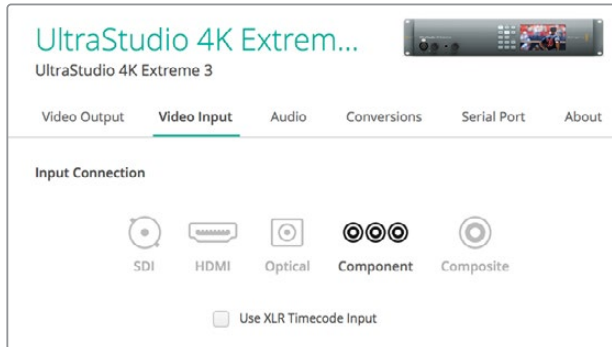 UltraStudio 4K Extrem...
UltraStudio 4K Extreme 3
Video Output Video Input Audio Conversions Serial Port About
Input Connection
SDI HDMI Optical Component Composite
Use XLR Timecode Input